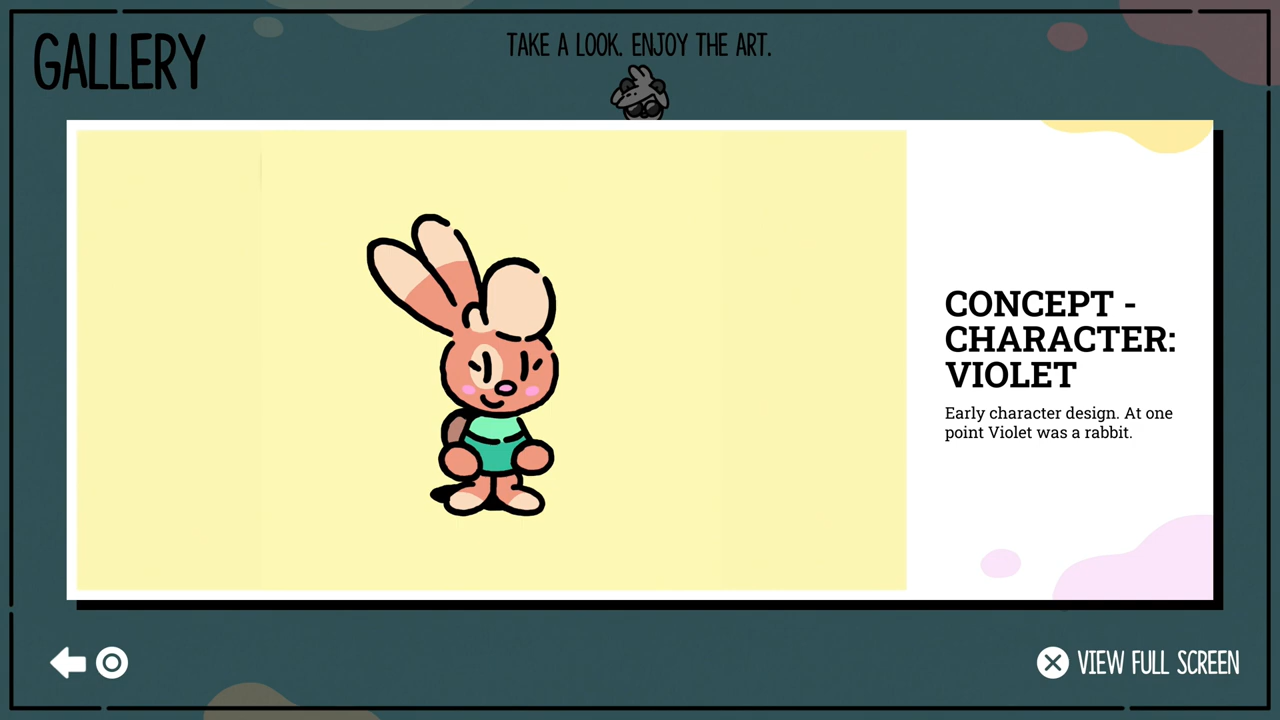 GALLERY
TAKE A LOOK. ENJOY THE ART.
CONCEPT -
CHARACTER:
VIOLET
Early character design. At one
point Violet was a rabbit.
VIEW FULL SCREEN